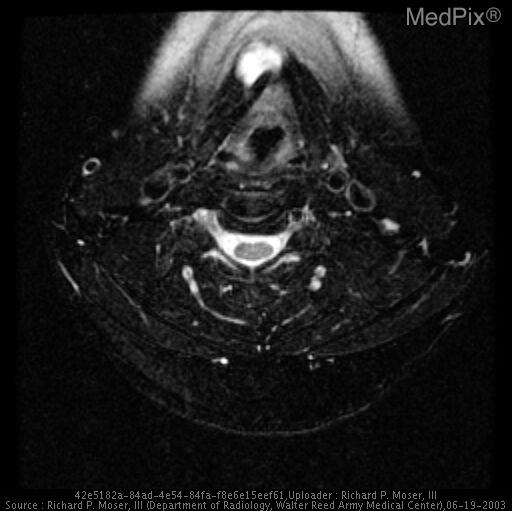 MedPix®
42e5182a-84ad-4e54-84fa-f8e6e15eef61,Uploader : Richard P. Moser, III
Source : Richard P. Moser, III (Department of Radiology, Walter Reed Army Medical Center),06-19-2003